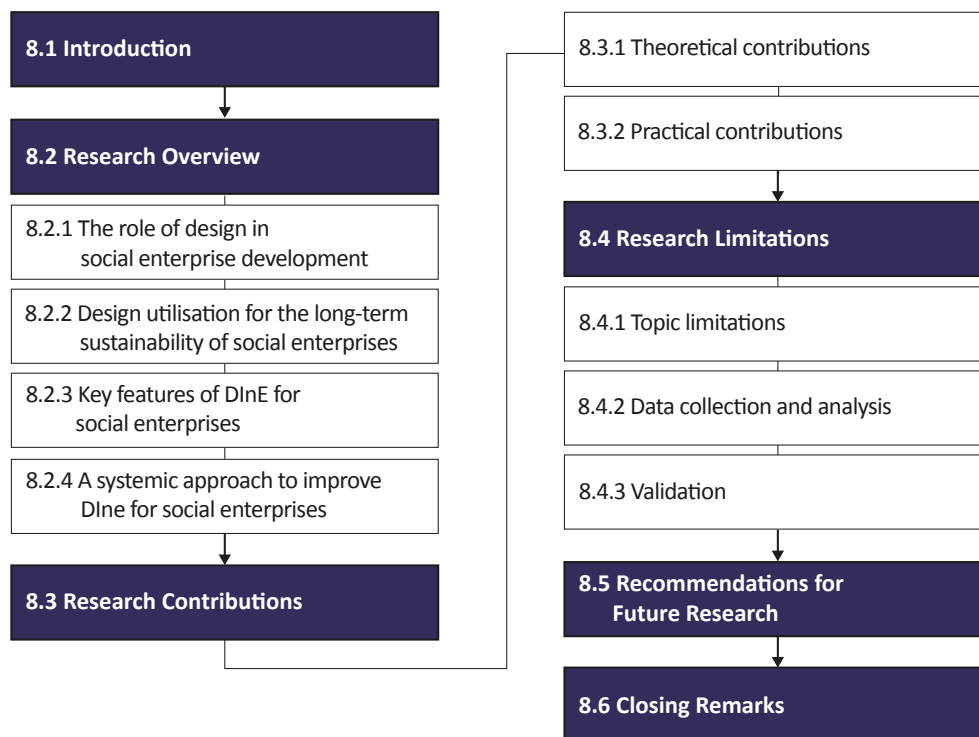 8.1 Introduction
8.2 Research Overview
8.2.1 The role of design in
social enterprise development
8.2.2 Design utilisation for the long-term
sustainability of social enterprises
8.2.3 Key features of DInE for
social enterprises
8.2.4 A systemic approach to improve
DIne for social enterprises
8.3 Research Contributions
8.3.1 Theoretical contributions
8.3.2 Practical contributions
8.4 Research Limitations
8.4.1 Topic limitations
8.4.2 Data collection and analysis
8.4.3 Validation
8.5 Recommendations for
Future Research
8.6 Closing Remarks